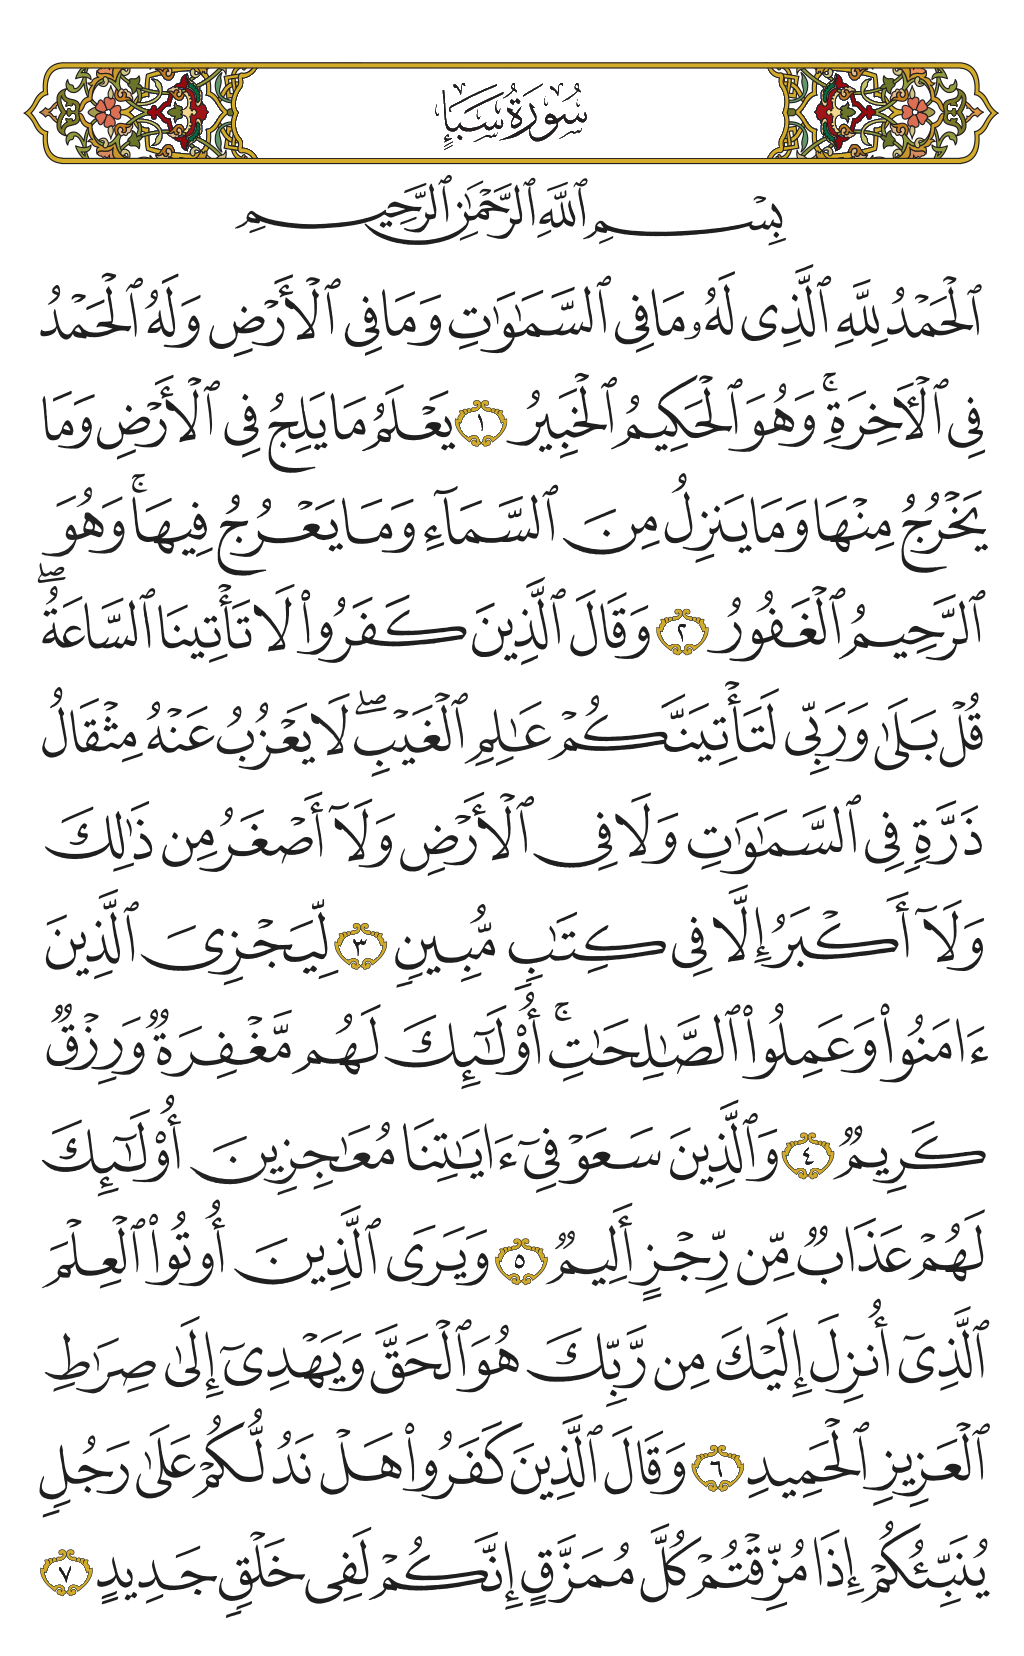 سُورَةُ سَبَإٍ
بِسْمِ ٱللَّهِ ٱلرَّحْمَٰنِ ٱلرَّحِيمِ
ٱلْحَمْدُ لِلَّهِ ٱلَّذِى لَهُۥ مَا فِى ٱلسَّمَٰوَٰتِ وَمَا فِى ٱلْأَرْضِ وَلَهُ ٱلْحَمْدُ
فِى ٱلْـَٔاخِرَةِۚ وَهُوَ ٱلْحَكِيمُ ٱلْخَبِيرُ ١ يَعْلَمُ مَا يَلِجُ فِى ٱلْأَرْضِ وَمَا
يَخْرُجُ مِنْهَا وَمَا يَنزِلُ مِنَ ٱلسَّمَآءِ وَمَا يَعْرُجُ فِيهَاۚ وَهُوَ
ٱلرَّحِيمُ ٱلْغَفُورُ ٢ وَقَالَ ٱلَّذِينَ كَفَرُوا۟ لَا تَأْتِينَا ٱلسَّاعَةُۖ
قُلْ بَلَىٰ وَرَبِّى لَتَأْتِيَنَّكُمْ عَٰلِمِ ٱلْغَيْبِۖ لَا يَعْزُبُ عَنْهُ مِثْقَالُ
ذَرَّةٍ فِى ٱلسَّمَٰوَٰتِ وَلَا فِى ٱلْأَرْضِ وَلَآ أَصْغَرُ مِن ذَٰلِكَ
وَلَآ أَكْبَرُ إِلَّا فِى كِتَٰبٍ مُّبِينٍ ٣ لِّيَجْزِىَ ٱلَّذِينَ
ءَامَنُوا۟ وَعَمِلُوا۟ ٱلصَّٰلِحَٰتِۚ أُو۟لَٰٓئِكَ لَهُم مَّغْفِرَةٌ وَرِزْقٌ
كَرِيمٌ ٤ وَٱلَّذِينَ سَعَوْ فِىٓ ءَايَٰتِنَا مُعَٰجِزِينَ أُو۟لَٰٓئِكَ
لَهُمْ عَذَابٌ مِّن رِّجْزٍ أَلِيمٌ ٥ وَيَرَى ٱلَّذِينَ أُوتُوا۟ ٱلْعِلْمَ
ٱلَّذِىٓ أُنزِلَ إِلَيْكَ مِن رَّبِّكَ هُوَ ٱلْحَقَّ وَيَهْدِىٓ إِلَىٰ صِرَٰطِ
ٱلْعَزِيزِ ٱلْحَمِيدِ ٦ وَقَالَ ٱلَّذِينَ كَفَرُوا۟ هَلْ نَدُلُّكُمْ عَلَىٰ رَجُلٍ
يُنَبِّئُكُمْ إِذَا مُزِّقْتُمْ كُلَّ مُمَزَّقٍ إِنَّكُمْ لَفِى خَلْقٍ جَدِيدٍ ٧